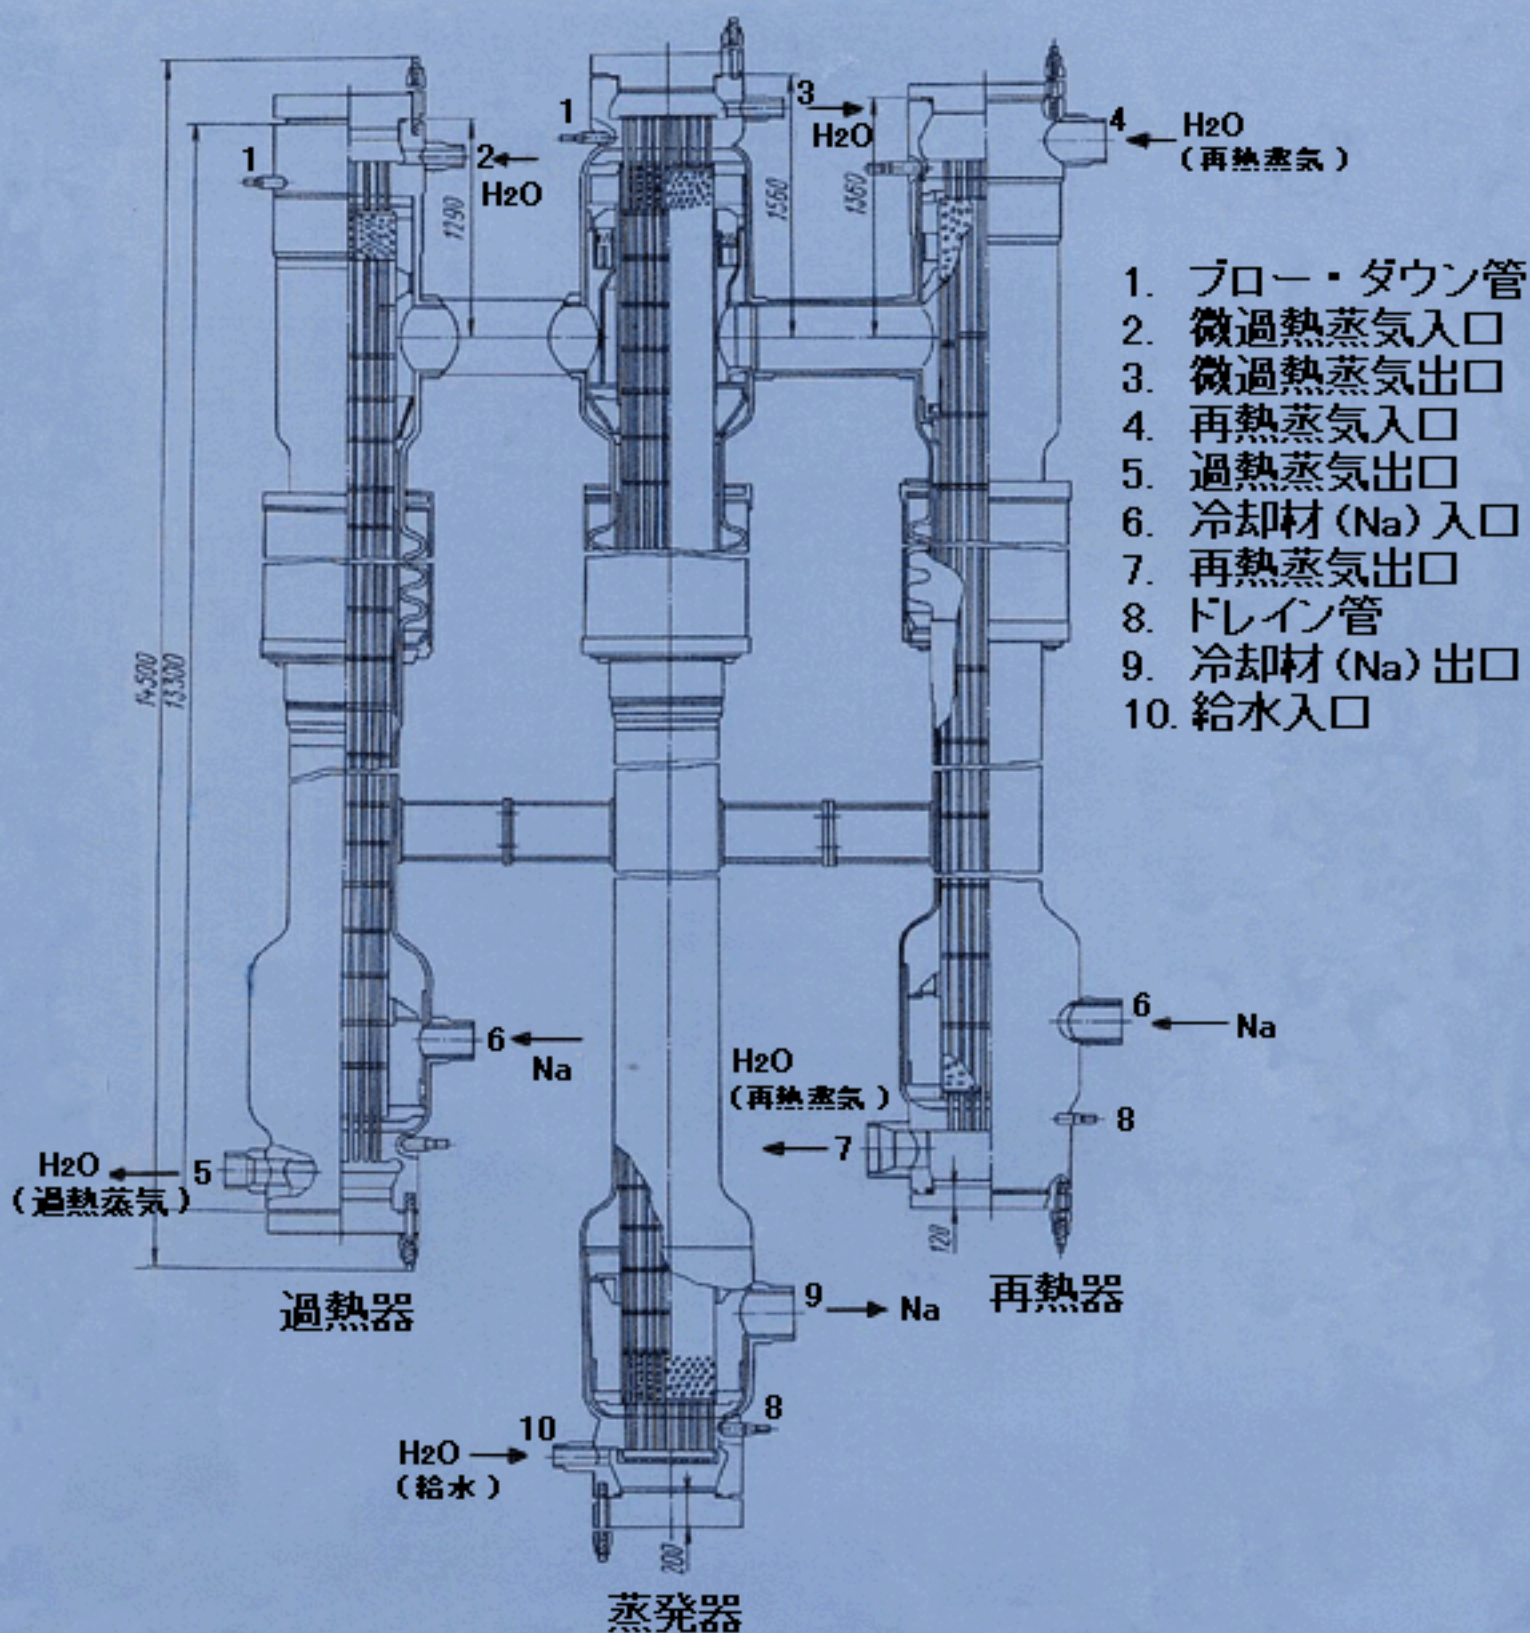 3
H2O
1
4
H2O
(再熱蒸気)
1
2
H2O
1290
1560
1360
1. ブロー・ダウン管
2. 微過熱蒸気入口
3. 微過熱蒸気出口
4. 再熱蒸気入口
5. 過熱蒸気出口
6. 冷却材(Na)入口
7. 再熱蒸気出口
8. ドレイン管
9. 冷却材(Na)出口
10. 給水入口
14500
13300
6
Na
6
Na
H2O
(再熱蒸気)
7
8
H2O
(過熱蒸気)
5
120
過熱器
9
Na
再熱器
8
10
H2O
(給水)
200
蒸発器